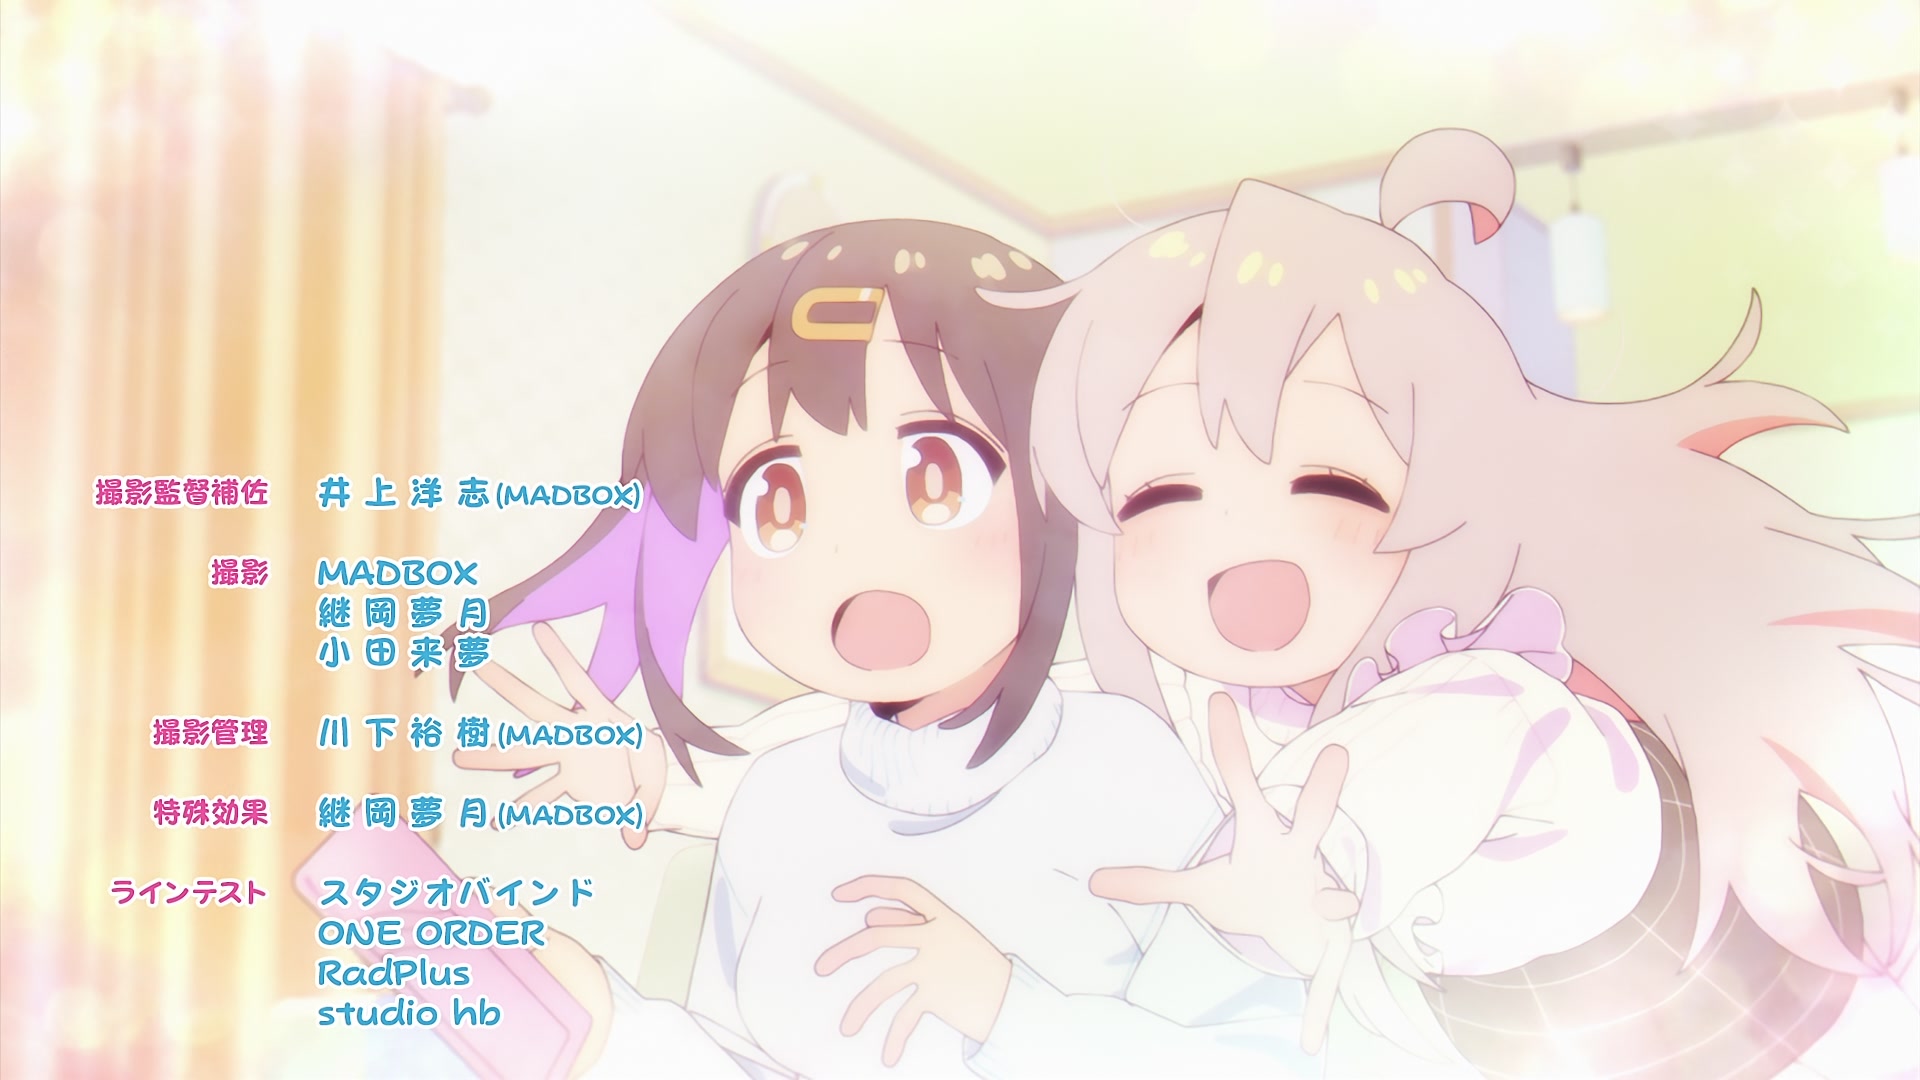 撮影監督補佐 井上洋志(MADBOX)
撮影 MADBOX
継岡夢月
小田来夢
撮影管理 川下裕樹(MADBOX)
特殊効果 継岡夢月(MADBOX)
ラインテスト スタジオバインド
ONE ORDER
RadPlus
studio hb